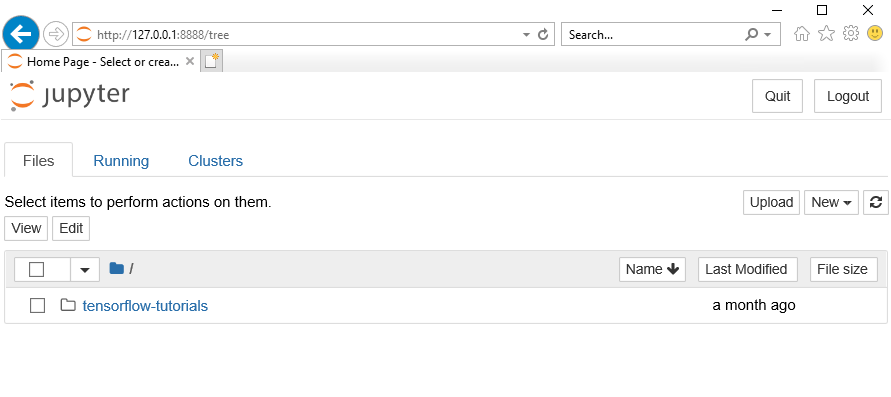 http://127.0.0.1:8888/tree
Search...
Home Page - Select or crea...
jupyter
Quit
Logout
Files
Running
Clusters
Select items to perform actions on them.
Upload
New
View
Edit
/
Name
Last Modified
File size
tensorflow-tutorials
a month ago